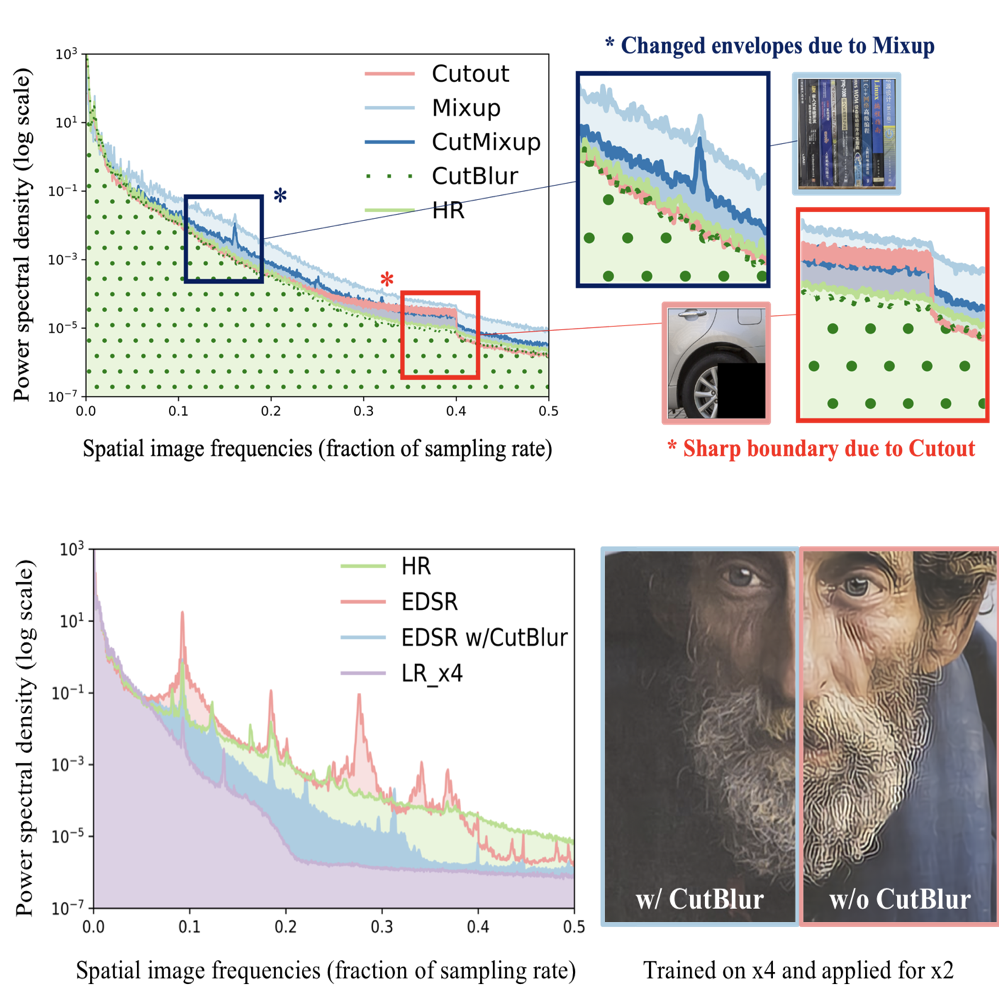 * Changed envelopes due to Mixup
Power spectral density (log scale)
10³
10¹
10⁻¹
10⁻³
10⁻⁵
10⁻⁷
0.0 0.1 0.2 0.3 0.4 0.5
Cutout
Mixup
CutMixup
CutBlur
HR
*
*
Spatial image frequencies (fraction of sampling rate)
* Sharp boundary due to Cutout
Power spectral density (log scale)
10³
10¹
10⁻¹
10⁻³
10⁻⁵
10⁻⁷
0.0 0.1 0.2 0.3 0.4 0.5
HR
EDSR
EDSR w/CutBlur
LR_x4
Spatial image frequencies (fraction of sampling rate)
w/ CutBlur
w/o CutBlur
Trained on x4 and applied for x2